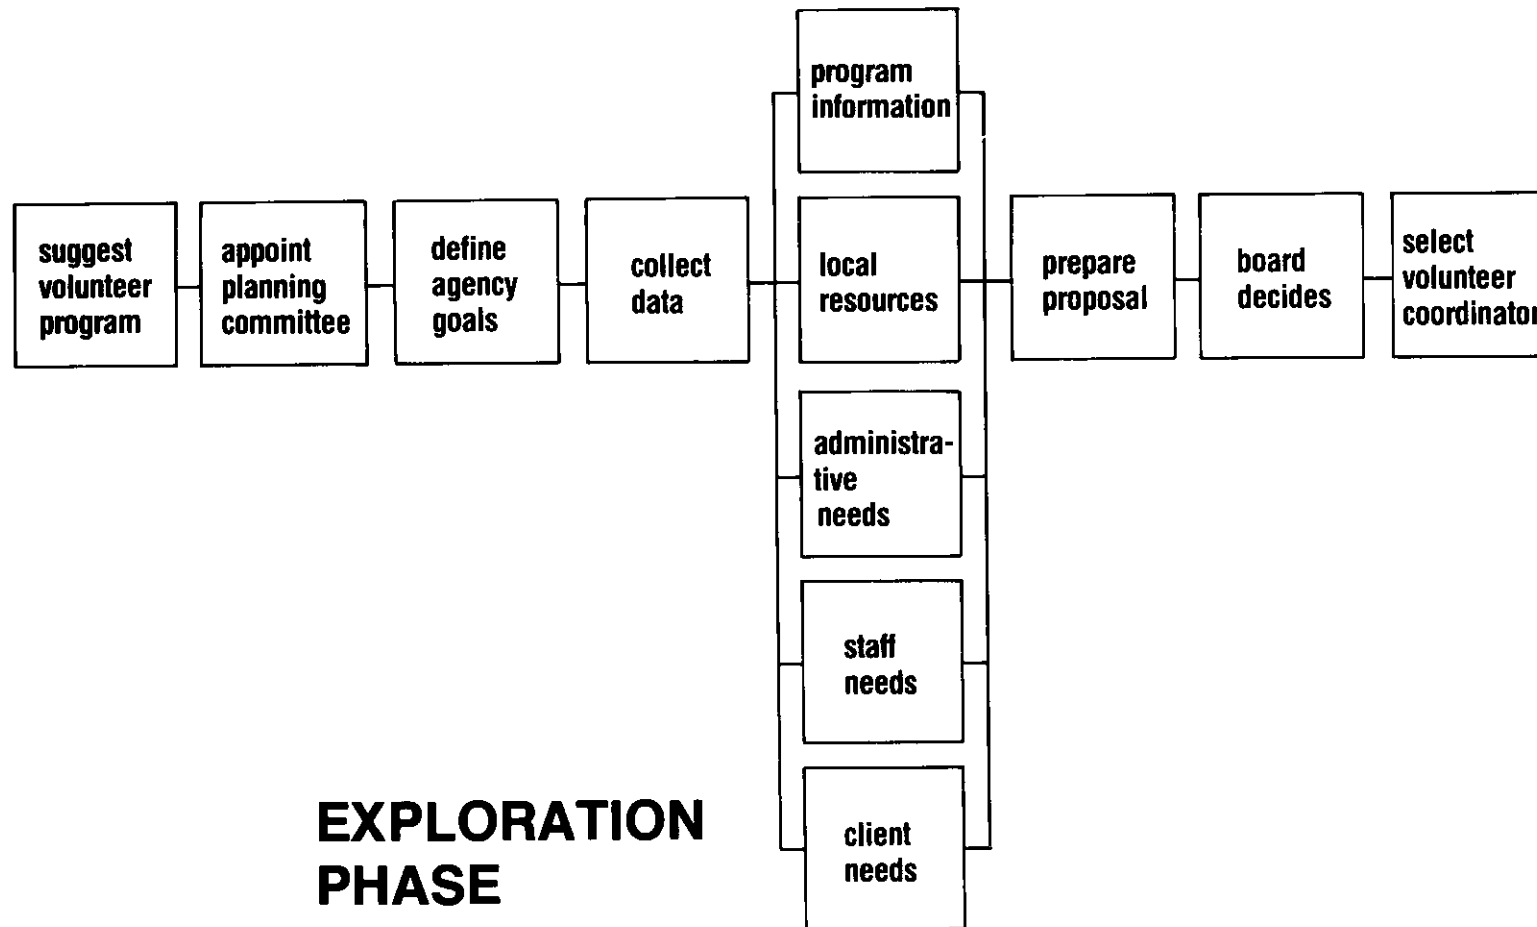 program
information
suggest
volunteer
program
appoint
planning
committee
define
agency
goals
collect
data
local
resources
prepare
proposal
board
decides
select
volunteer
coordinator
administra-
tive
needs
staff
needs
client
needs
EXPLORATION
PHASE